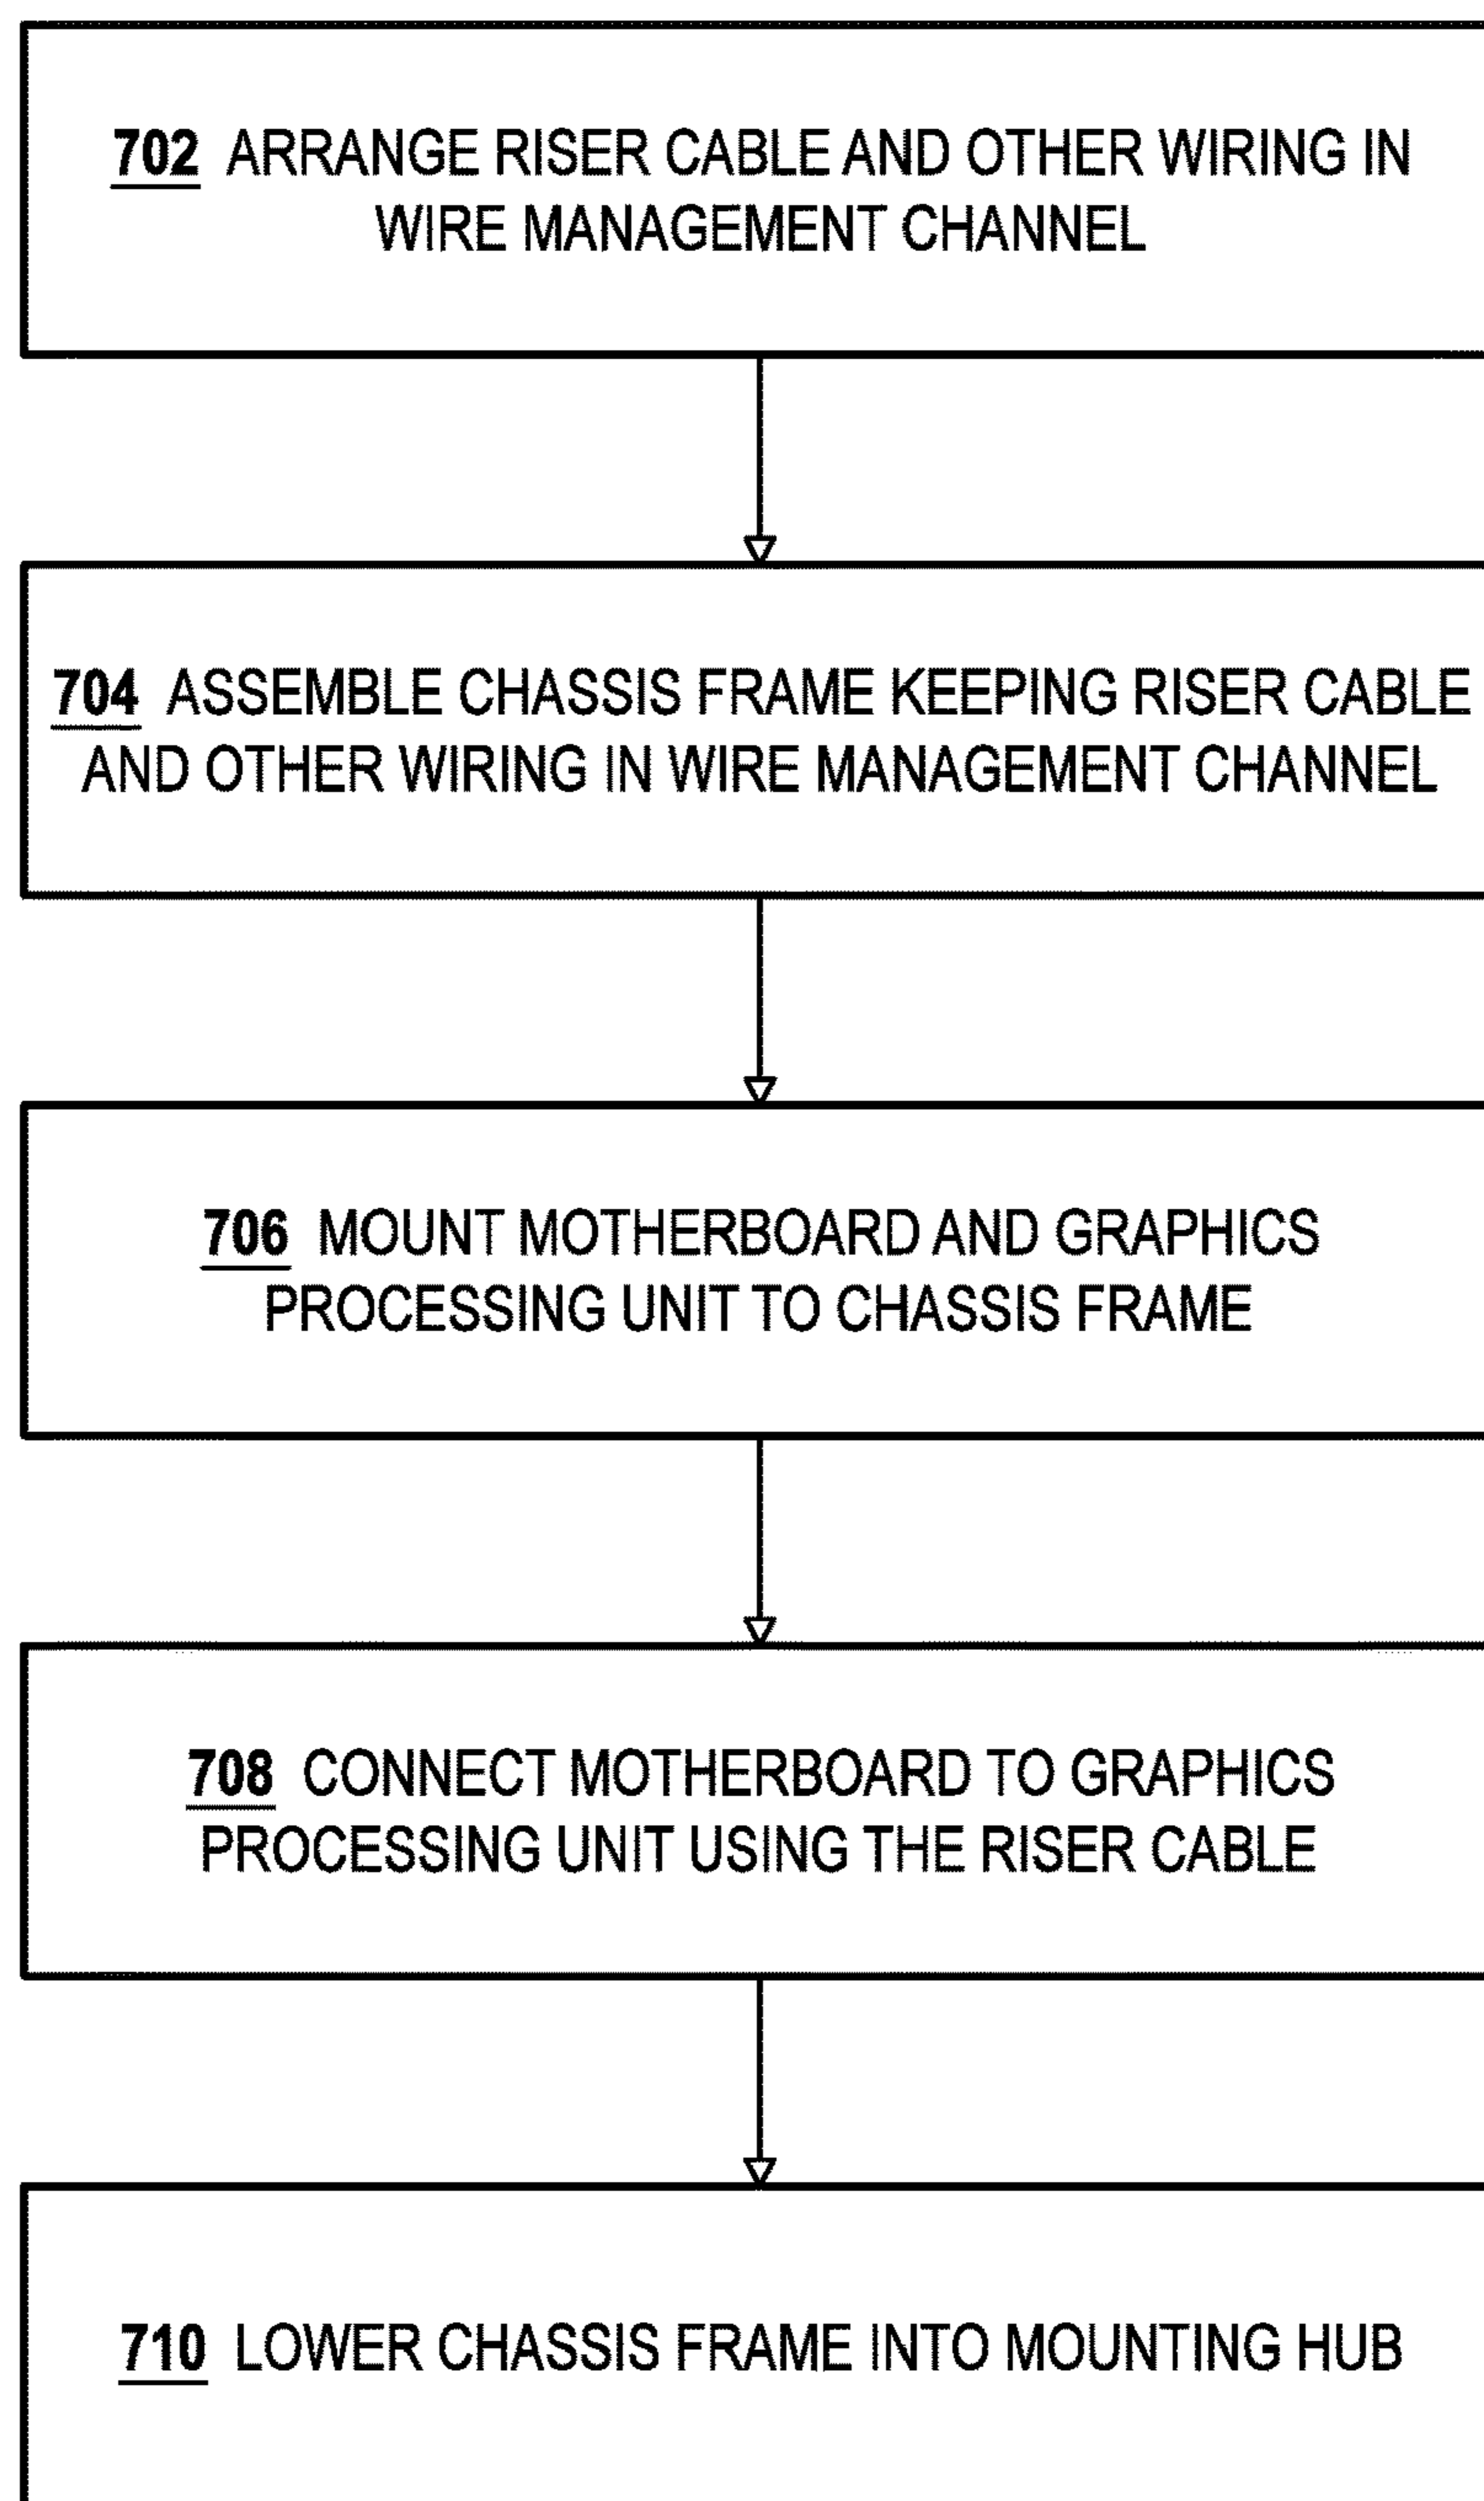 702 ARRANGE RISER CABLE AND OTHER WIRING IN
WIRE MANAGEMENT CHANNEL
704 ASSEMBLE CHASSIS FRAME KEEPING RISER CABLE
AND OTHER WIRING IN WIRE MANAGEMENT CHANNEL
706 MOUNT MOTHERBOARD AND GRAPHICS
PROCESSING UNIT TO CHASSIS FRAME
708 CONNECT MOTHERBOARD TO GRAPHICS
PROCESSING UNIT USING THE RISER CABLE
710 LOWER CHASSIS FRAME INTO MOUNTING HUB